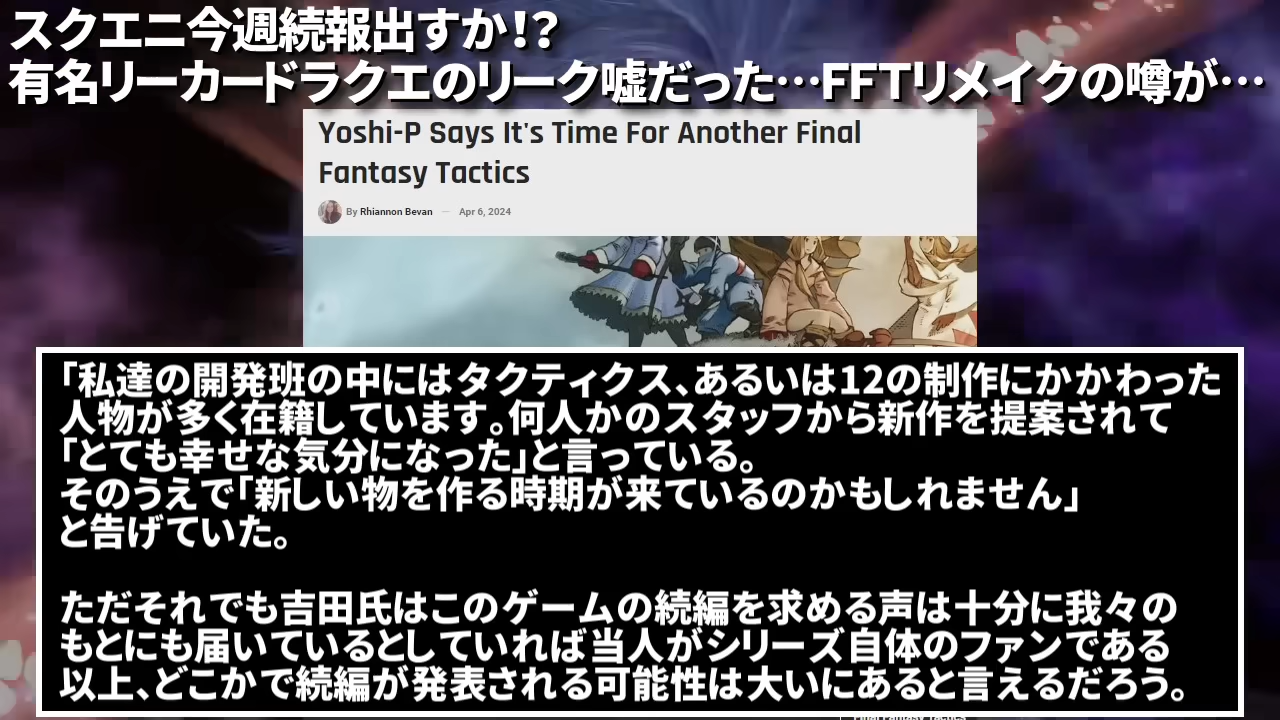 スクエニ今週続報出すか!?
有名リーカードラクエのリーク嘘だった…FFTリメイクの噂が…
Yoshi-P Says It's Time For Another Final
Fantasy Tactics
By Rhiannon Bevan — Apr 6, 2024
「私達の開発班の中にはタクティクス、あるいは12の制作にかかわった
人物が多く在籍しています。何人かのスタッフから新作を提案されて
「とても幸せな気分になった」と言っている。
そのうえで「新しい物を作る時期が来ているのかもしれません」
と告げていた。
ただそれでも吉田氏はこのゲームの続編を求める声は十分に我々の
もとにも届いているとしていれば当人がシリーズ自体のファンである
以上、どこかで続編が発表される可能性は大いにあると言えるだろう。
Final Fantasy Tactics